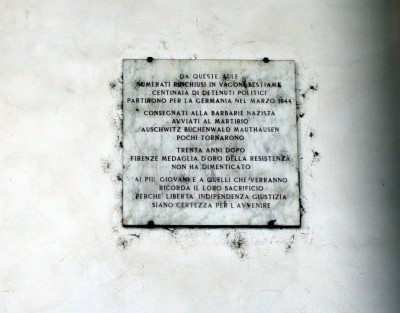 DA QUESTE AULE
NUMERATI RINCHIUSI IN VAGONI BESTIAME
CENTINAIA DI DETENUTI POLITICI
PARTIRONO PER LA GERMANIA NEL MARZO 1944
CONSEGNATI ALLA BARBARIE NAZISTA
AVVIATI AL MARTIRIO
AUSCHWITZ BUCHENWALD MAUTHAUSEN
POCHI TORNARONO
TRENTA ANNI DOPO
FIRENZE MEDAGLIA D'ORO DELLA RESISTENZA
NON HA DIMENTICATO
AI PIU GIOVANI E A QUELLI CHE VERRANNO
RICORDA IL LORO SACRIFICIO
PERCHÈ LIBERTÀ INDIPENDENZA GIUSTIZIA
SIANO CERTEZZA PER L'AVVENIRE